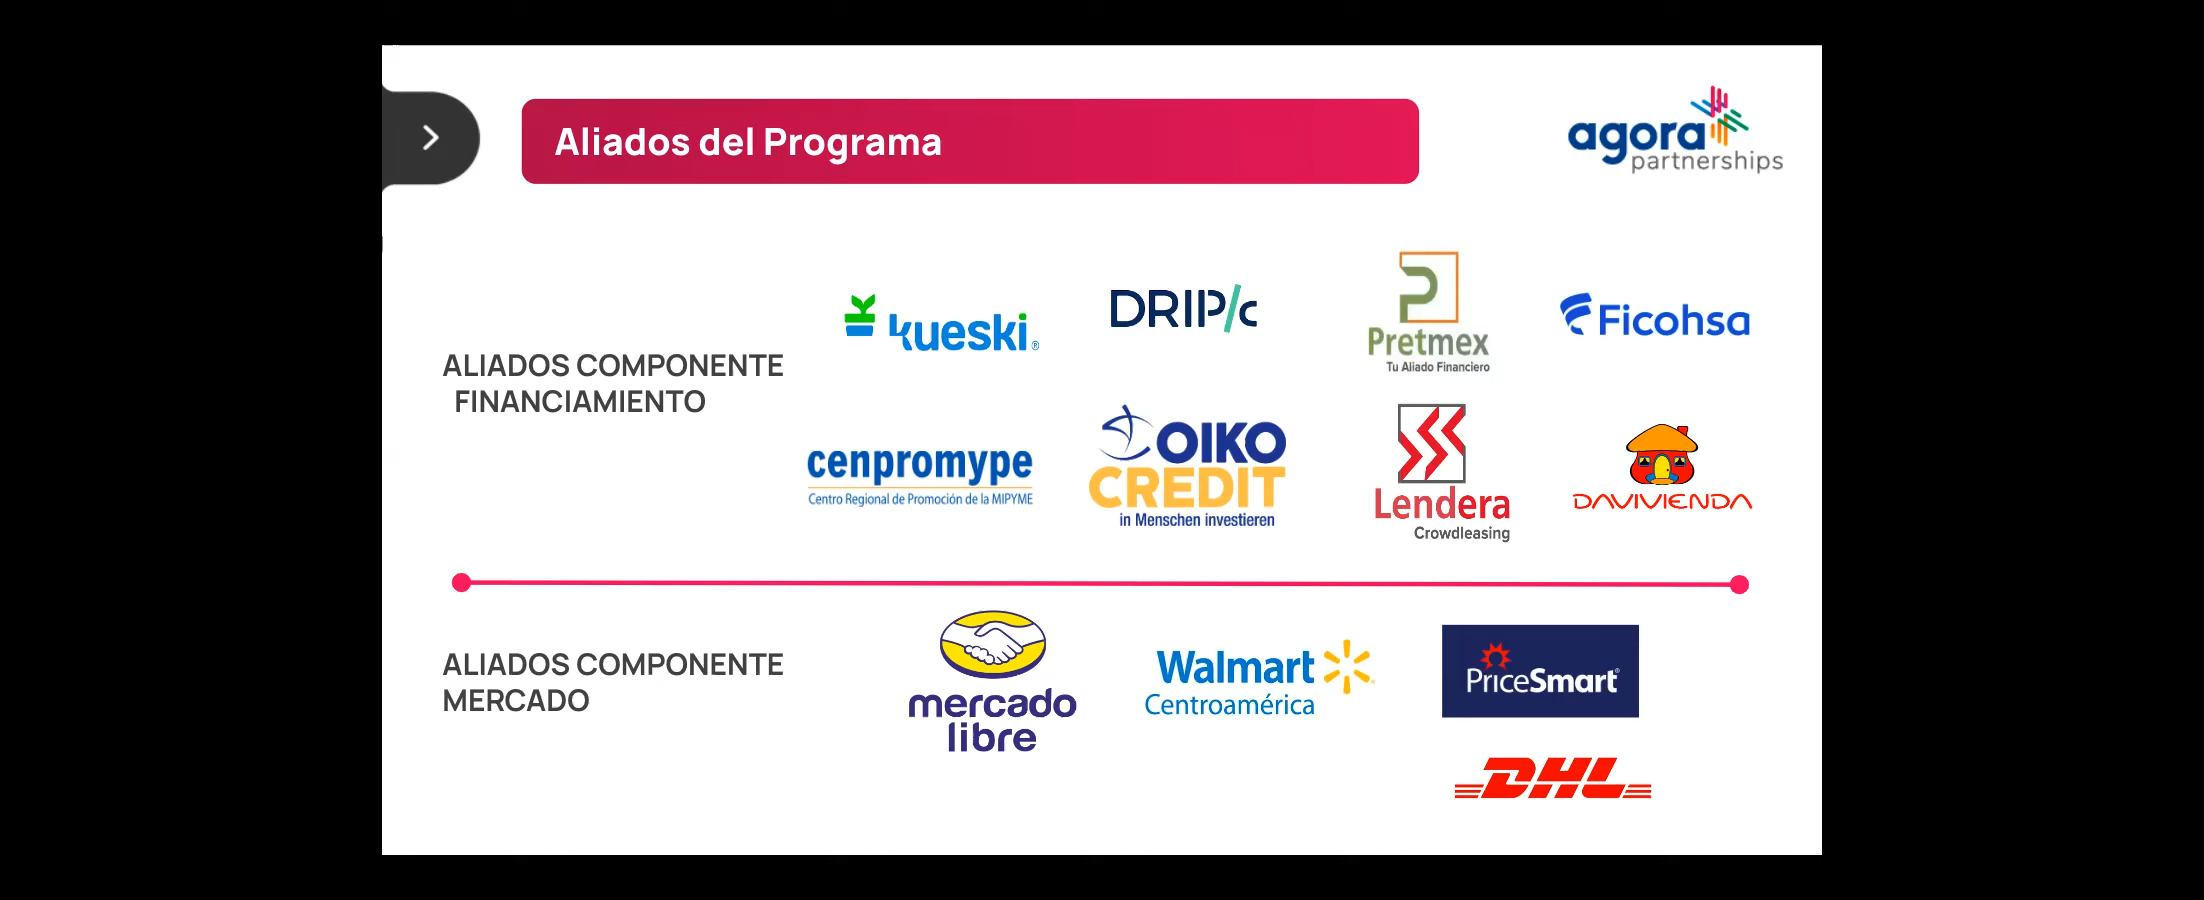 Aliados del Programa
agora
partnerships
ALIADOS COMPONENTE
FINANCIAMIENTO
kueski®
DRIP/c
Pretmex
Tu Aliado Financiero
Ficohsa
cenpromype
Centro Regional de Promoción de la MIPYME
OIKO
CREDIT
in Menschen investieren
Lendera
Crowdleasing
DAVIVIENDA
ALIADOS COMPONENTE
MERCADO
mercado
libre
Walmart
Centroamérica
PriceSmart
DHL